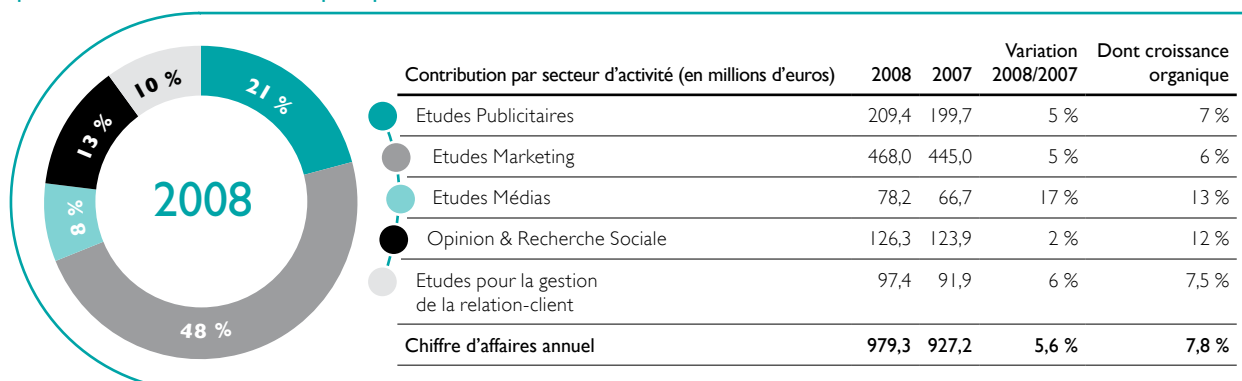 10 %
21 %
13 %
2008
8 %
48 %
Variation Dont croissance
Contribution par secteur d’activité (en millions d’euros) 2008 2007 2008/2007 organique
Etudes Publicitaires 209,4 199,7 5 % 7 %
Etudes Marketing 468,0 445,0 5 % 6 %
Etudes Médias 78,2 66,7 17 % 13 %
Opinion & Recherche Sociale 126,3 123,9 2 % 12 %
Etudes pour la gestion 97,4 91,9 6 % 7,5 %
de la relation-client
Chiffre d’affaires annuel 979,3 927,2 5,6 % 7,8 %